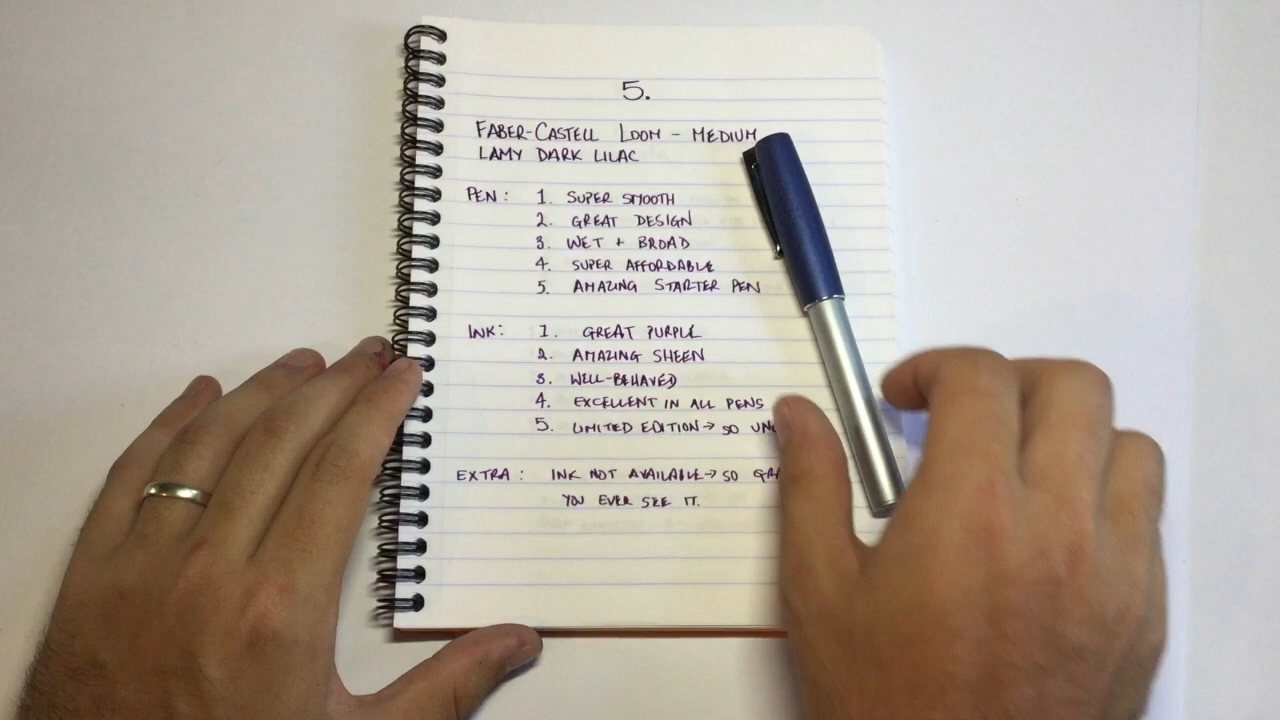 5.
FABER-CASTELL LOOM - MEDIUM
LAMY DARK LILAC
PEN: 1. SUPER SMOOTH
2. GREAT DESIGN
3. WET + BROAD
4. SUPER AFFORDABLE
5. AMAZING STARTER PEN
INK: 1. GREAT PURPLE
2. AMAZING SHEEN
3. WELL-BEHAVED
4. EXCELLENT IN ALL PENS
5. LIMITED EDITION → SO
EXTRA: INK NOT AVAILABLE → SO
YOU EVER SEE IT.